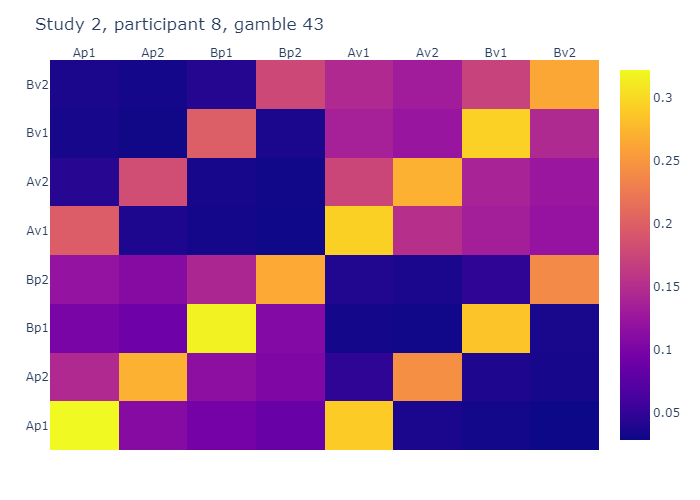 Study 2, participant 8, gamble 43
Ap1 Ap2 Bp1 Bp2 Av1 Av2 Bv1 Bv2
Bv2
Bv1
Av2
Av1
Bp2
Bp1
Ap2
Ap1
0.3
0.25
0.2
0.15
0.1
0.05